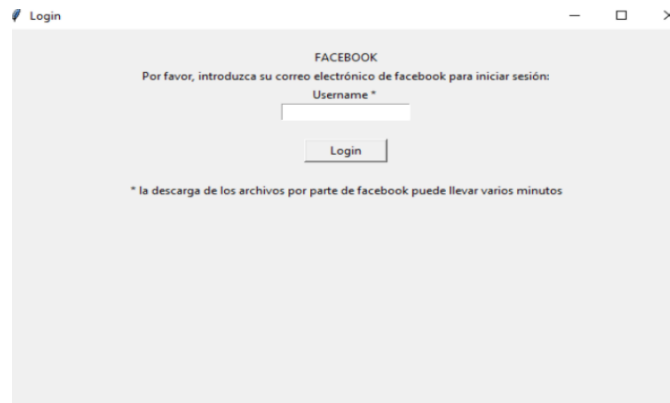 Login
FACEBOOK
Por favor, introduzca su correo electrónico de facebook para iniciar sesión:
Username *
Login
* la descarga de los archivos por parte de facebook puede llevar varios minutos